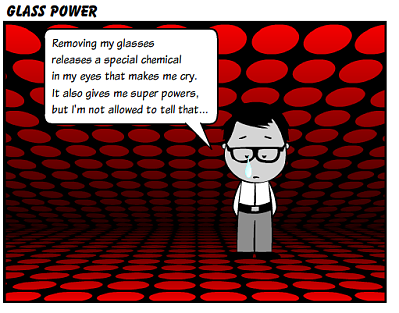 GLASS POWER
Removing my glasses
releases a special chemical
in my eyes that makes me cry.
It also gives me super powers,
but I'm not allowed to tell that...